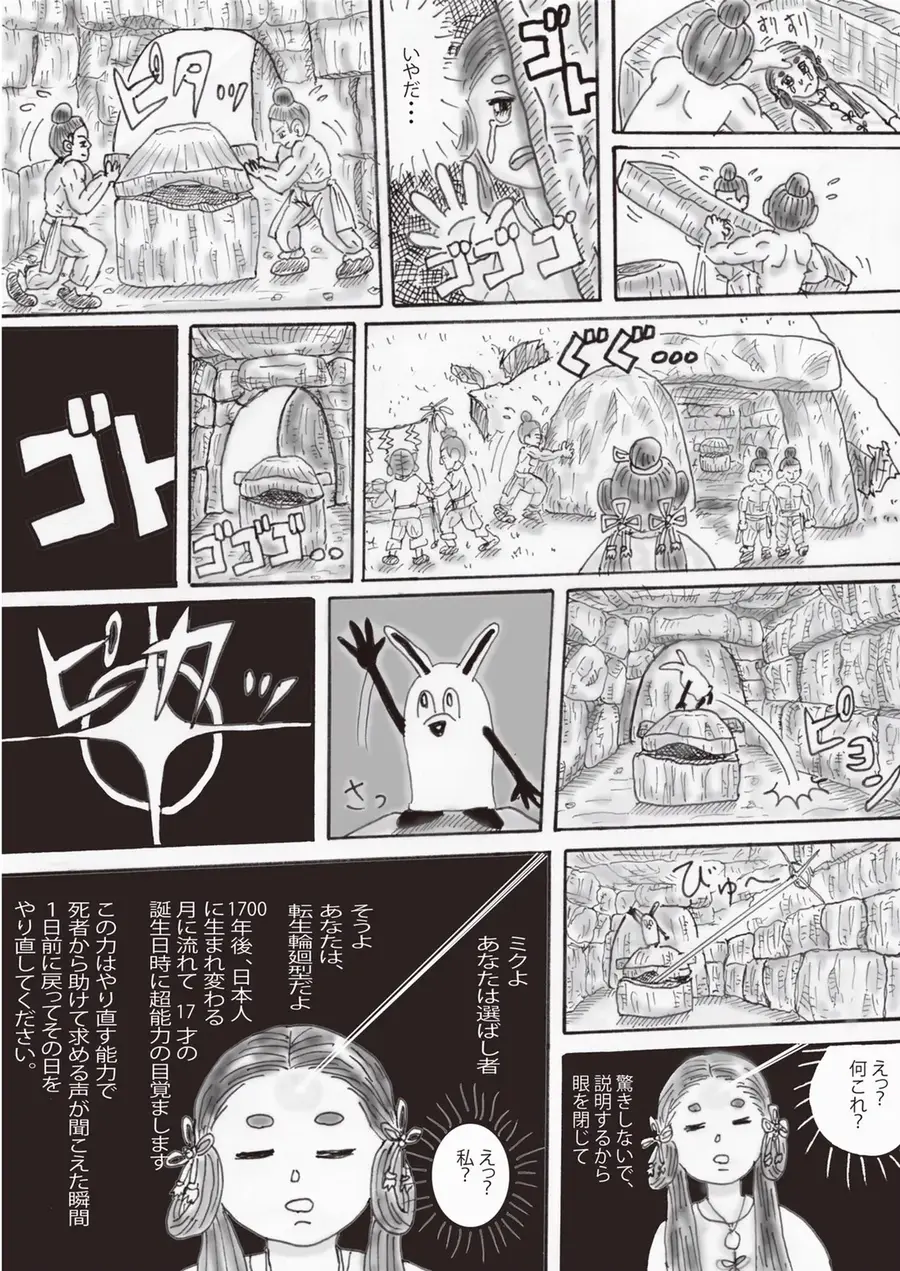 すりすり
ゴト
いやだ・・
ゴゴゴ
ピタッ
ぐぐ...
ゴゴゴ...
ゴト
ピョン
さっ
ピカッ
びゅ〜
えっ?
何これ?
驚きしないで、
説明するから
眼を閉じて
ミクよ
あなたは選ばし者
えっ?
私?
そうよ
あなたは、
転生輪廻型だよ
1700年後、日本人
に生まれ変わる
月に流れて 17才の
誕生日時に超能力の目覚まします
この力はやり直す能力で
死者から助けて求める声が聞こえた瞬間
1日前に戻ってその日を
やり直してください。